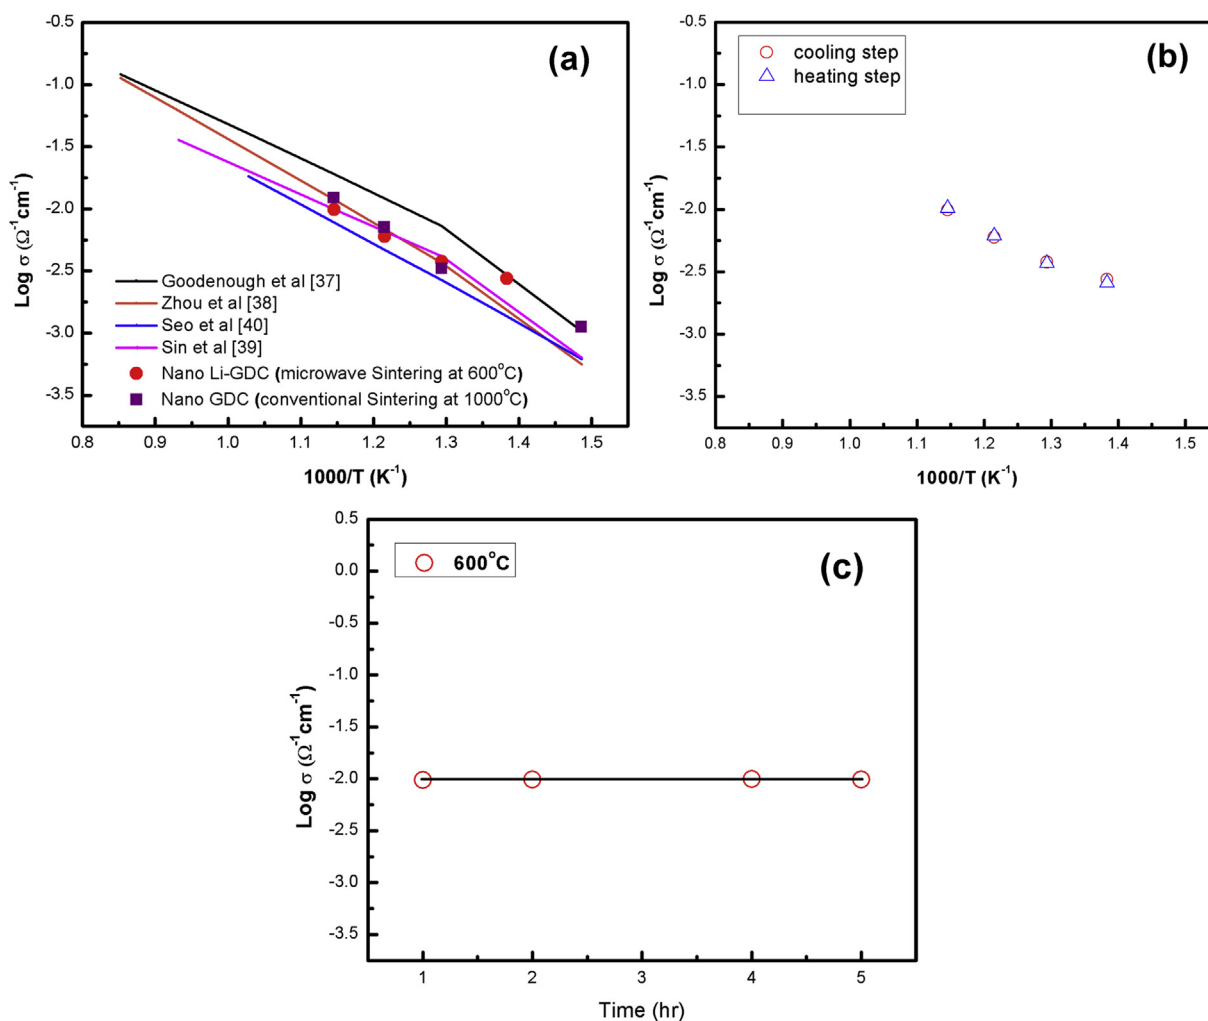 -0.5
-1.0
-1.5
-2.0
-2.5
-3.0
-3.5
Log σ (Ω⁻¹cm⁻¹)
(a)
Goodenough et al [37]
Zhou et al [38]
Seo et al [40]
Sin et al [39]
Nano Li-GDC (microwave Sintering at 600°C)
Nano GDC (conventional Sintering at 1000°C)
0.8 0.9 1.0 1.1 1.2 1.3 1.4 1.5
1000/T (K⁻¹)
-0.5
-1.0
-1.5
-2.0
-2.5
-3.0
-3.5
Log σ (Ω⁻¹cm⁻¹)
cooling step
heating step
(b)
0.8 0.9 1.0 1.1 1.2 1.3 1.4 1.5
1000/T (K⁻¹)
0.5
0.0
-0.5
-1.0
-1.5
-2.0
-2.5
-3.0
-3.5
Log σ (Ω⁻¹cm⁻¹)
600°C
(c)
1 2 3 4 5
Time (hr)